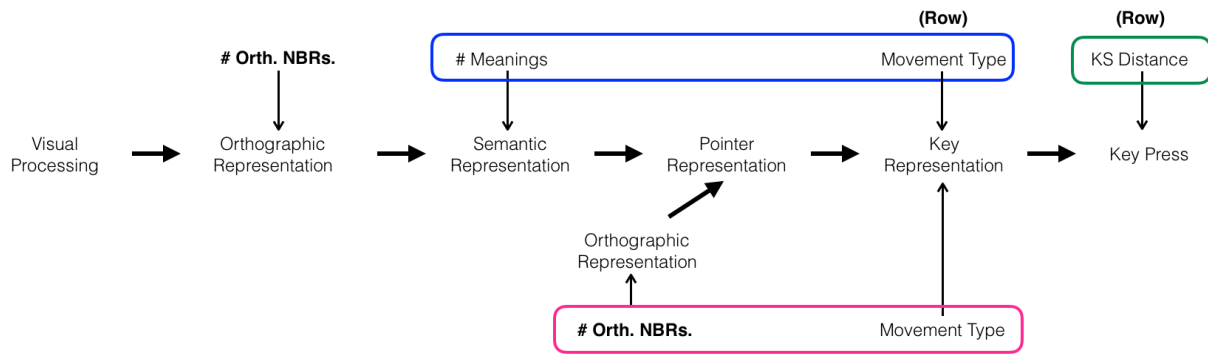 (Row)
(Row)
# Orth. NBRs.
# Meanings
Movement Type
KS Distance
Visual
Processing
Orthographic
Representation
Semantic
Representation
Pointer
Representation
Key
Representation
Key Press
Orthographic
Representation
# Orth. NBRs.
Movement Type